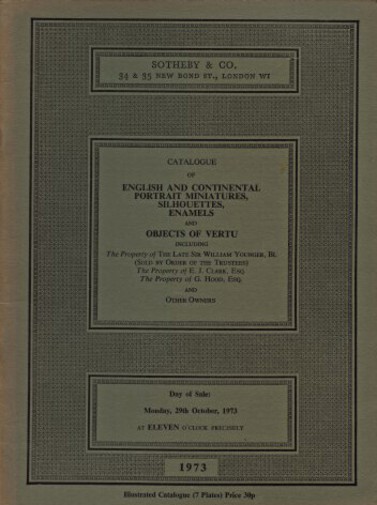 SOTHEBY & CO.
34 & 35 NEW BOND ST., LONDON W1
CATALOGUE
OF
ENGLISH AND CONTINENTAL
PORTRAIT MINIATURES,
SILHOUETTES,
ENAMELS
AND
OBJECTS OF VERTU
INCLUDING
The Property of THE LATE SIR WILLIAM YOUNGER, Bt.
(SOLD BY ORDER OF THE TRUSTEES)
The Property of E. J. CLARK, ESQ.
The Property of G. HOOD, ESQ.
AND
OTHER OWNERS
Day of Sale:
Monday, 29th October, 1973
AT ELEVEN O'CLOCK PRECISELY
1973
Illustrated Catalogue (7 Plates) Price 30p